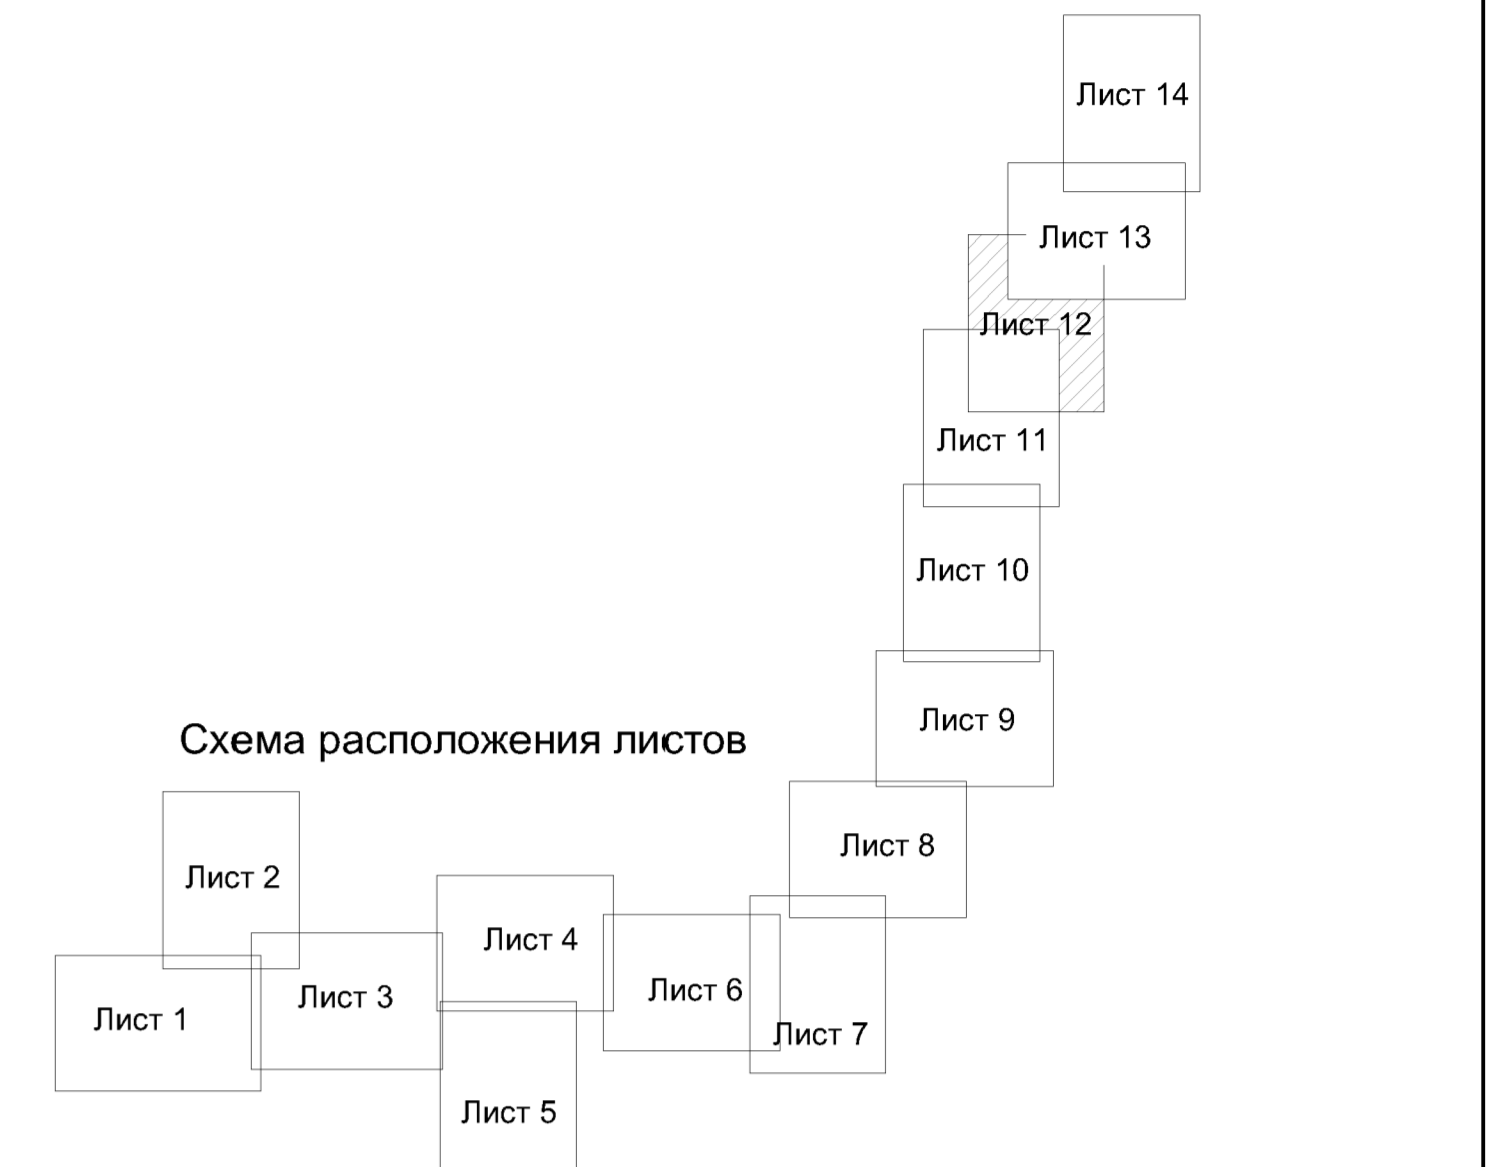 Лист 14
Лист 13
Лист 12
Лист 11
Лист 10
Лист 9
Схема расположения листов
Лист 8
Лист 2
Лист 4
Лист 6
Лист 3
Лист 1
Лист 7
Лист 5